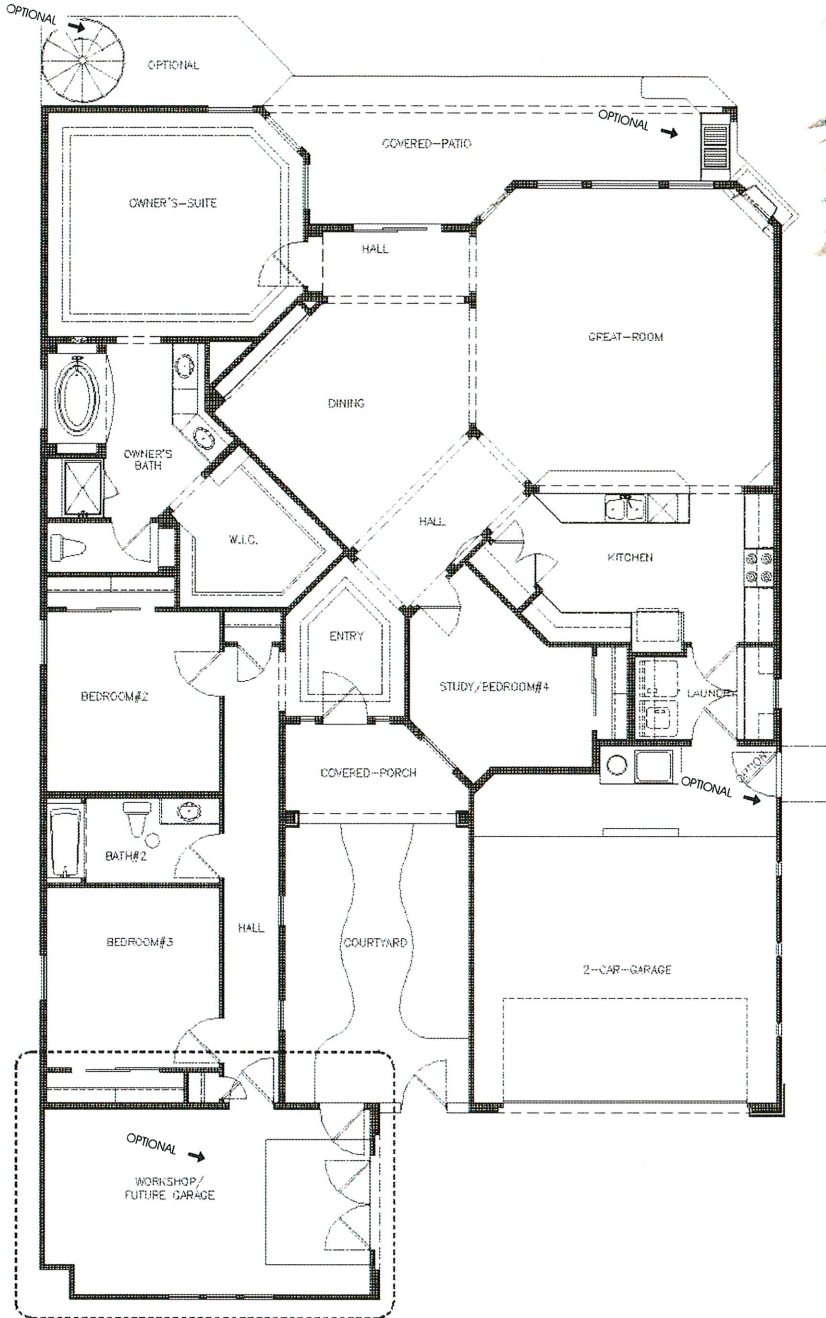 OPTIONAL
OPTIONAL
OPTIONAL
COVERED-PATIO
OWNER'S-SUITE
HALL
GREAT-ROOM
DINING
OWNER'S
BATH
HALL
W.I.C.
KITCHEN
ENTRY
BEDROOM#2
STUDY/BEDROOM#4
LAUNDRY
COVERED-PORCH
OPTION
OPTIONAL
BATH#2
HALL
BEDROOM#3
COURTYARD
2-CAR-GARAGE
OPTIONAL
WORKSHOP/
FUTURE GARAGE